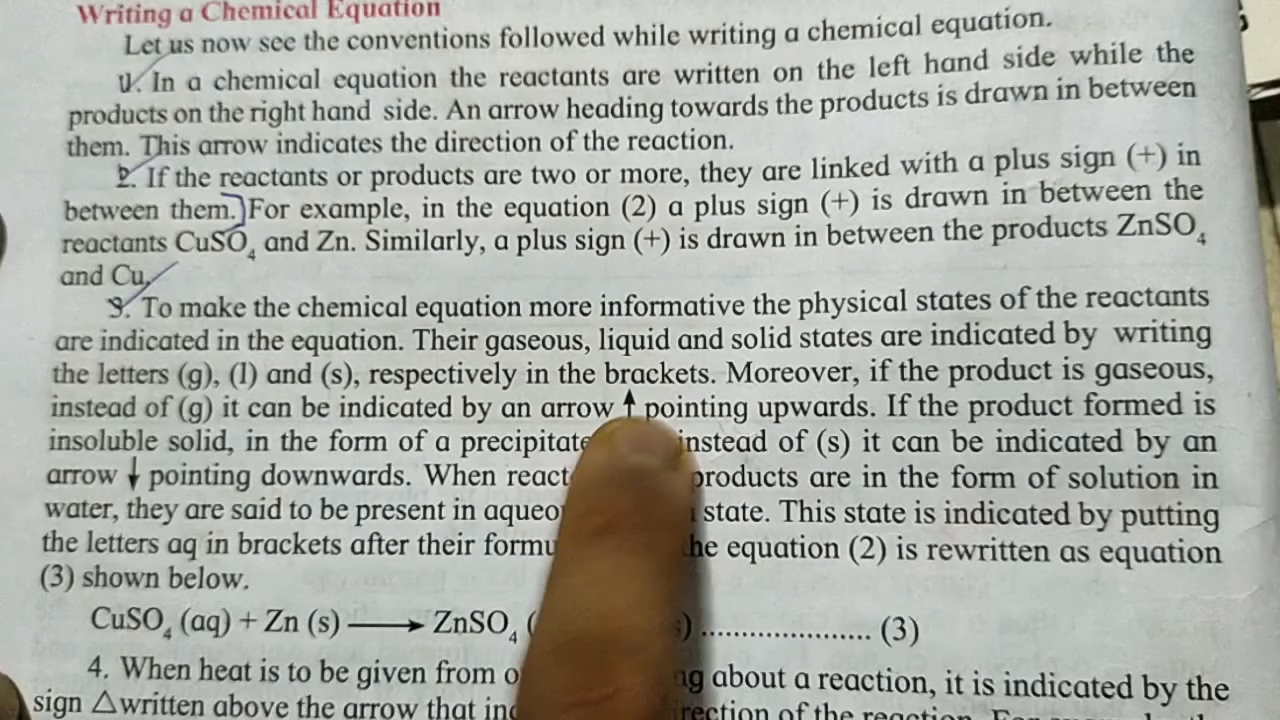 Writing a Chemical Equation
Let us now see the conventions followed while writing a chemical equation.
1. In a chemical equation the reactants are written on the left hand side while the
products on the right hand side. An arrow heading towards the products is drawn in between
them. This arrow indicates the direction of the reaction.
2. If the reactants or products are two or more, they are linked with a plus sign (+) in
between them. For example, in the equation (2) a plus sign (+) is drawn in between the
reactants CuSO₄ and Zn. Similarly, a plus sign (+) is drawn in between the products ZnSO₄
and Cu.
3. To make the chemical equation more informative the physical states of the reactants
are indicated in the equation. Their gaseous, liquid and solid states are indicated by writing
the letters (g), (l) and (s), respectively in the brackets. Moreover, if the product is gaseous,
instead of (g) it can be indicated by an arrow ↑ pointing upwards. If the product formed is
insoluble solid, in the form of a precipitate instead of (s) it can be indicated by an
arrow ↓ pointing downwards. When products are in the form of solution in
water, they are said to be present in state. This state is indicated by putting
the letters aq in brackets after their equation (2) is rewritten as equation
(3) shown below.
CuSO₄ (aq) + Zn (s) ⟶ ZnSO₄ .................... (3)
4. When heat is to be given from about a reaction, it is indicated by the
sign △ written above the arrow that of the reaction. For